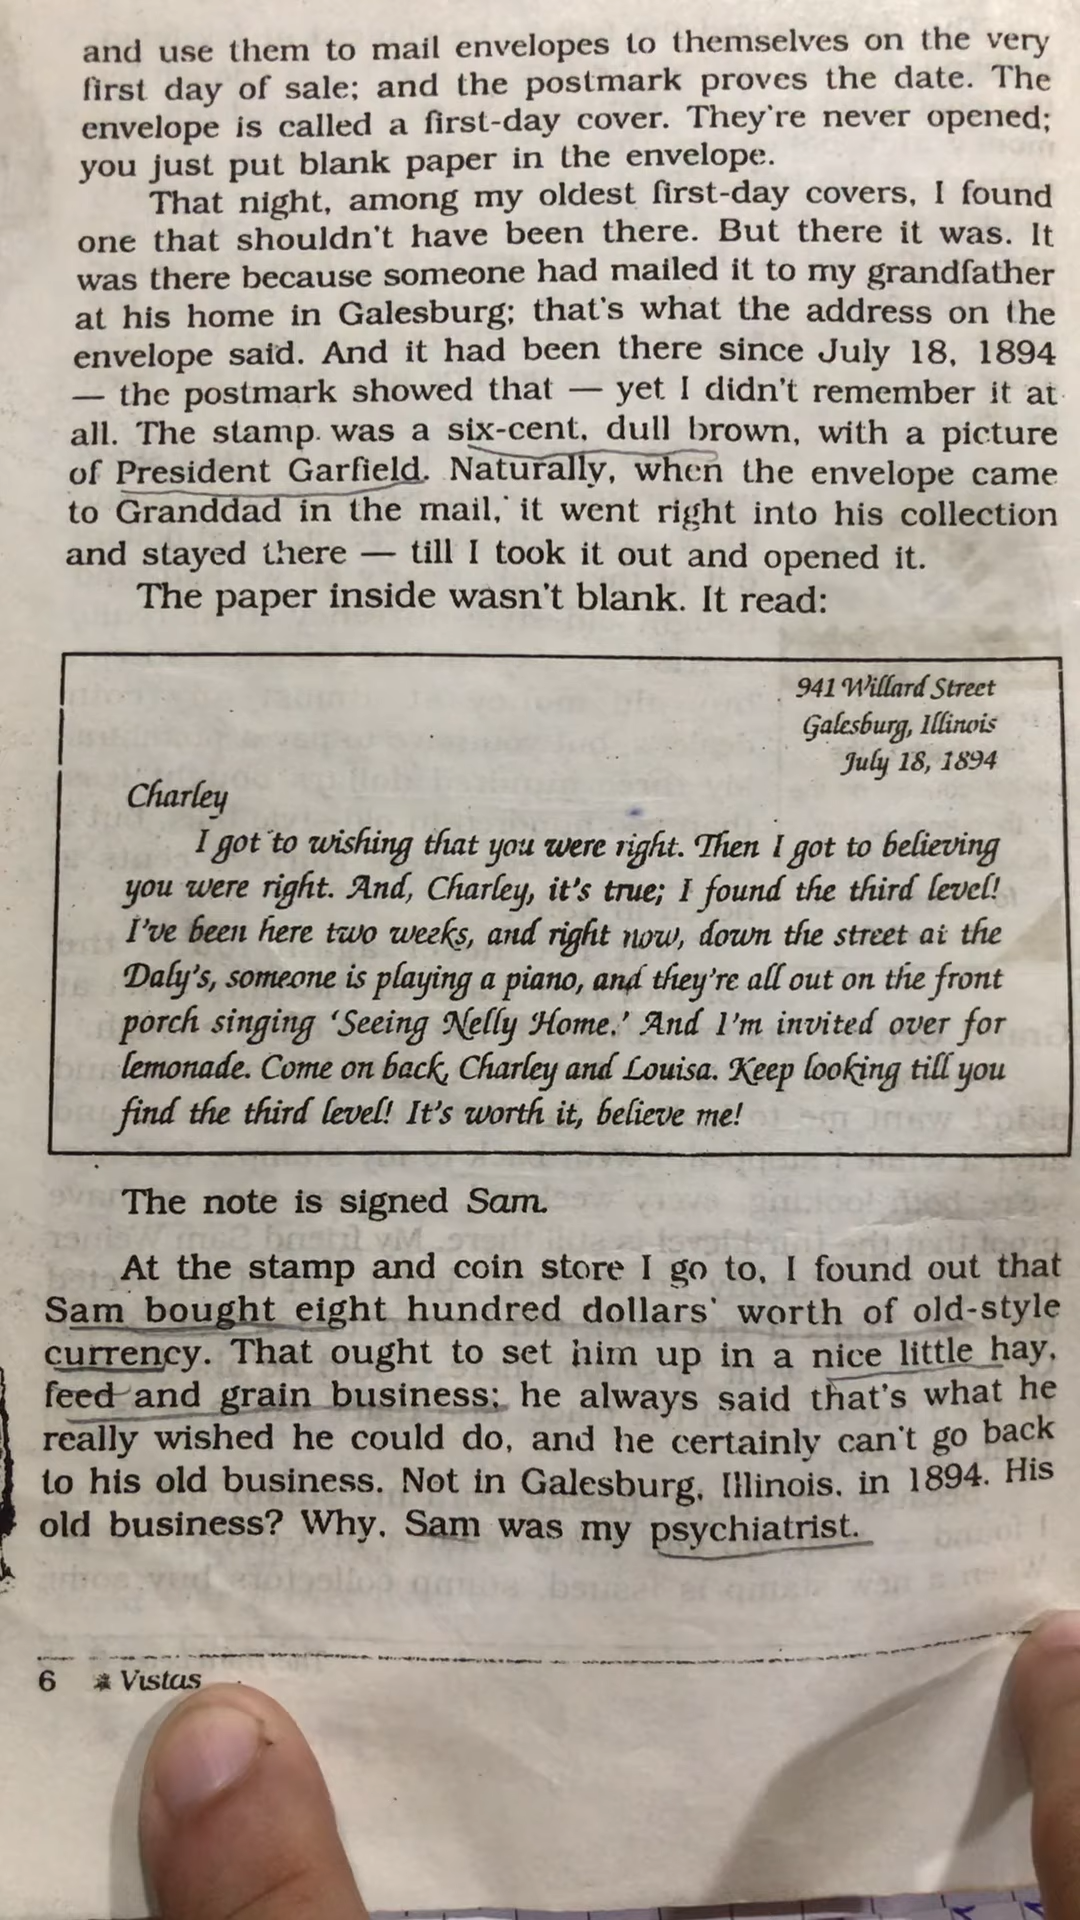 and use them to mail envelopes to themselves on the very
first day of sale; and the postmark proves the date. The
envelope is called a first-day cover. They're never opened;
you just put blank paper in the envelope.
That night, among my oldest first-day covers, I found
one that shouldn't have been there. But there it was. It
was there because someone had mailed it to my grandfather
at his home in Galesburg; that's what the address on the
envelope said. And it had been there since July 18, 1894
— the postmark showed that — yet I didn't remember it at
all. The stamp was a six-cent, dull brown, with a picture
of President Garfield. Naturally, when the envelope came
to Granddad in the mail, it went right into his collection
and stayed there — till I took it out and opened it.
The paper inside wasn't blank. It read:
941 Willard Street
Galesburg, Illinois
July 18, 1894
Charley
I got to wishing that you were right. Then I got to believing
you were right. And, Charley, it's true; I found the third level!
I've been here two weeks, and right now, down the street at the
Daly's, someone is playing a piano, and they're all out on the front
porch singing 'Seeing Nelly Home.' And I'm invited over for
lemonade. Come on back, Charley and Louisa. Keep looking till you
find the third level! It's worth it, believe me!
The note is signed Sam.
At the stamp and coin store I go to, I found out that
Sam bought eight hundred dollars' worth of old-style
currency. That ought to set him up in a nice little hay,
feed and grain business; he always said that's what he
really wished he could do, and he certainly can't go back
to his old business. Not in Galesburg, Illinois, in 1894. His
old business? Why, Sam was my psychiatrist.
6 * Vistas